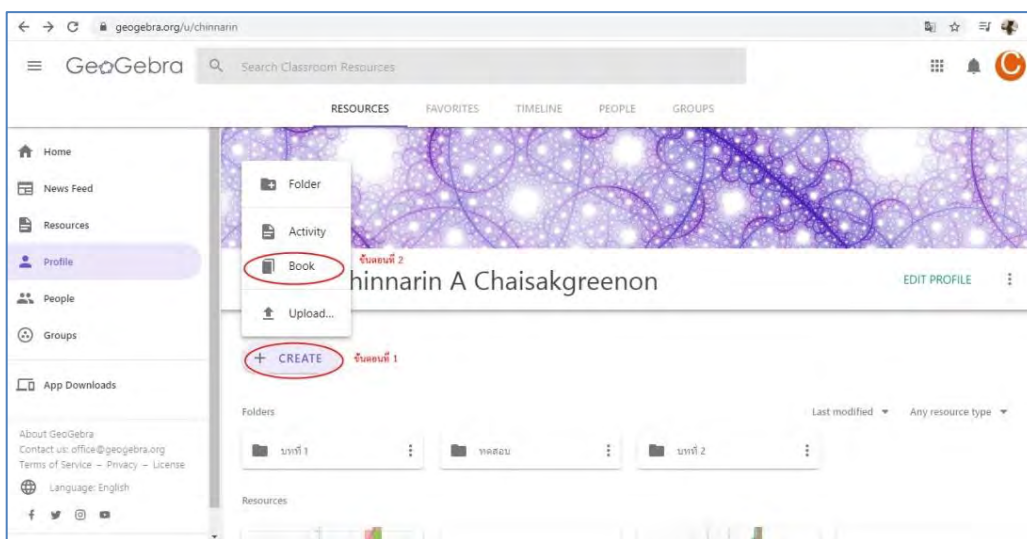 geogebra.org/u/chinnarin
GeoGebra
Search Classroom Resources
RESOURCES FAVORITES TIMELINE PEOPLE GROUPS
Home
News Feed
Resources
Profile
People
Groups
App Downloads
About GeoGebra
Contact us: office@geogebra.org
Terms of Service – Privacy – License
Language: English
Folder
Activity
Book
ขั้นตอนที่ 2
Upload...
hinnarin A Chaisakgreenon
EDIT PROFILE
+ CREATE
ขั้นตอนที่ 1
Folders
Last modified Any resource type
บทที่ 1
ทดสอบ
บทที่ 2
Resources